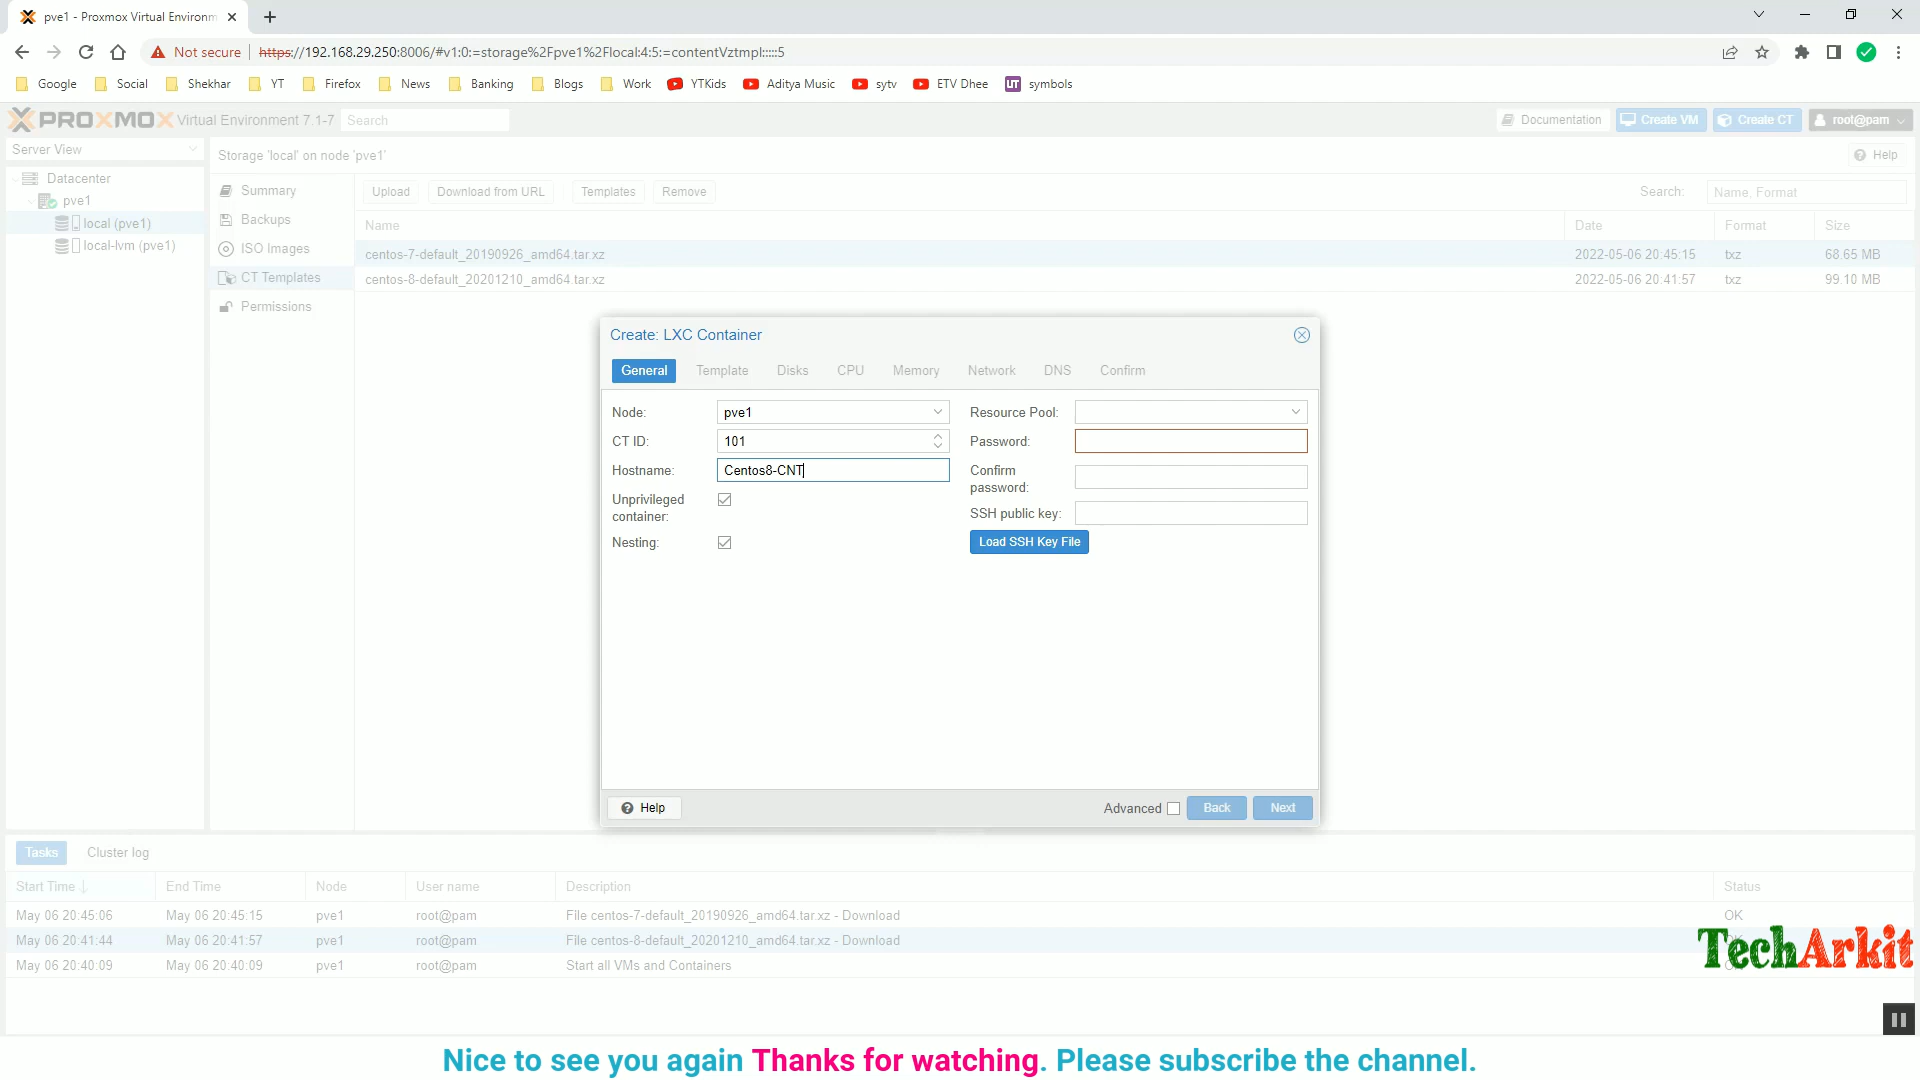 pve1 - Proxmox Virtual Environm
Not secure https://192.168.29.250:8006/#v1:0:=storage%2Fpve1%2Flocal:4:5:=contentVztmpl:::::5
Google Social Shekhar YT Firefox News Banking Blogs Work YTKids Aditya Music sytv ETV Dhee UT symbols
PROXMOX Virtual Environment 7.1-7 Search Documentation Create VM Create CT root@pam
Server View
Storage 'local' on node 'pve1' Help
Datacenter
pve1
local (pve1)
local-lvm (pve1)
Summary
Backups
ISO Images
CT Templates
Permissions
Upload Download from URL Templates Remove Search: Name, Format
Name Date Format Size
centos-7-default_20190926_amd64.tar.xz 2022-05-06 20:45:15 txz 68.65 MB
centos-8-default_20201210_amd64.tar.xz 2022-05-06 20:41:57 txz 99.10 MB
Create: LXC Container
General Template Disks CPU Memory Network DNS Confirm
Node: pve1
CT ID: 101
Hostname: Centos8-CNT
Unprivileged
container:
Nesting:
Resource Pool:
Password:
Confirm
password:
SSH public key:
Load SSH Key File
Help Advanced Back Next
Tasks Cluster log
Start Time End Time Node User name Description Status
May 06 20:45:06 May 06 20:45:15 pve1 root@pam File centos-7-default_20190926_amd64.tar.xz - Download OK
May 06 20:41:44 May 06 20:41:57 pve1 root@pam File centos-8-default_20201210_amd64.tar.xz - Download
May 06 20:40:09 May 06 20:40:09 pve1 root@pam Start all VMs and Containers
TechArkit
Nice to see you again Thanks for watching. Please subscribe the channel.